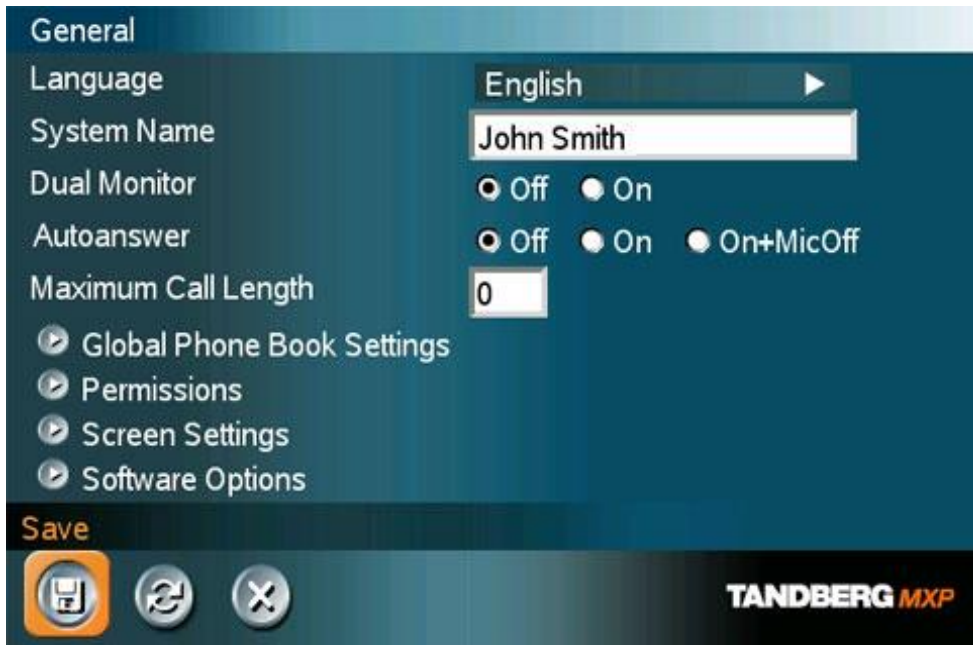 General
Language English
System Name John Smith
Dual Monitor Off On
Autoanswer Off On On+MicOff
Maximum Call Length 0
Global Phone Book Settings
Permissions
Screen Settings
Software Options
Save
TANDBERG MXP